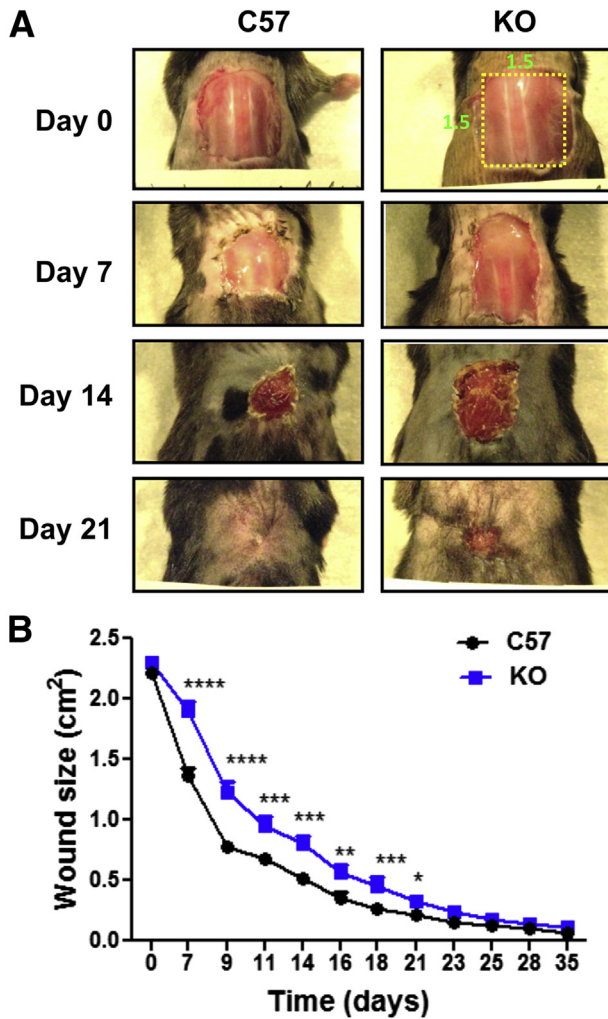 A
C57
KO
Day 0
1.5
1.5
Day 7
Day 14
Day 21
B
2.5
2.0
1.5
1.0
0.5
0.0
Wound size (cm²)
C57
KO
****
****
***
***
**
***
*
0 7 9 11 14 16 18 21 23 25 28 35
Time (days)